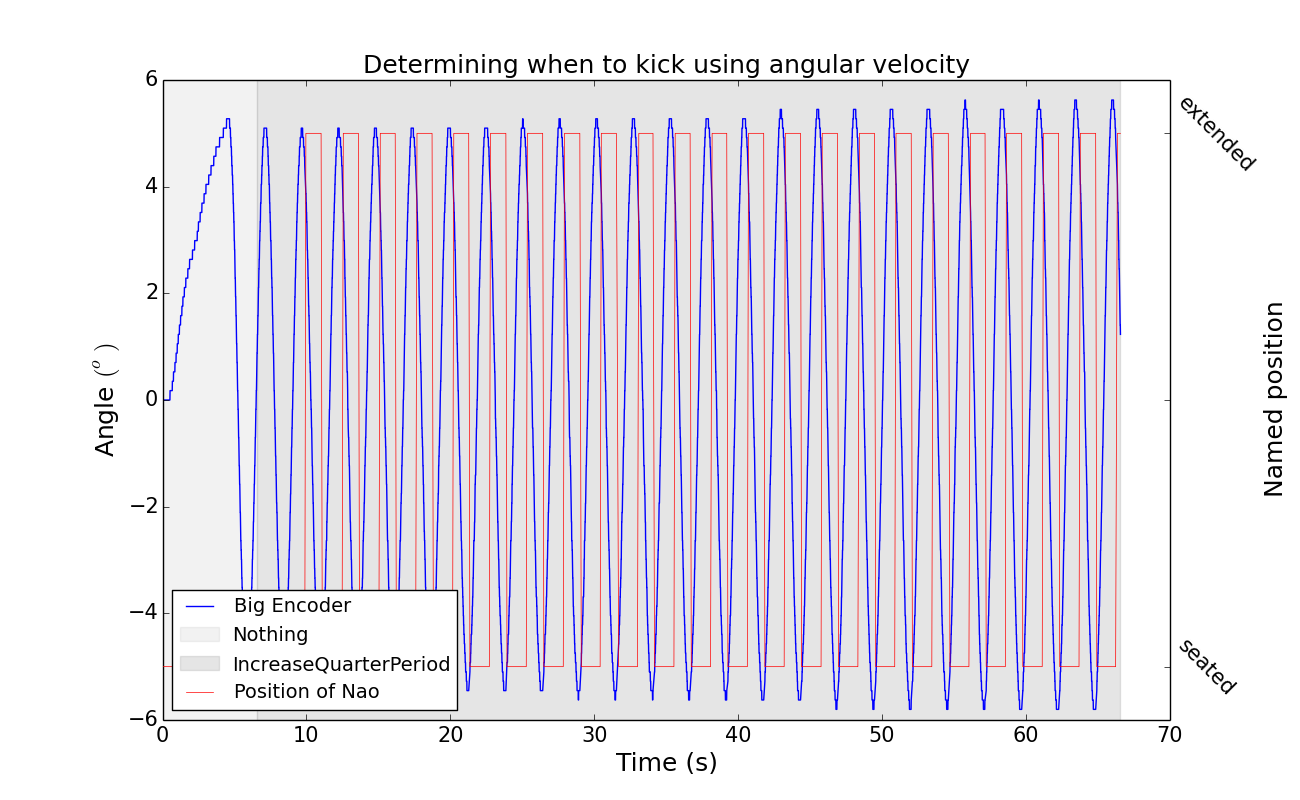 Determining when to kick using angular velocity
6
4
2
0
−2
−4
−6
Angle (°)
0
10
20
30
40
50
60
70
Time (s)
extended
seated
Named position
Big Encoder
Nothing
IncreaseQuarterPeriod
Position of Nao